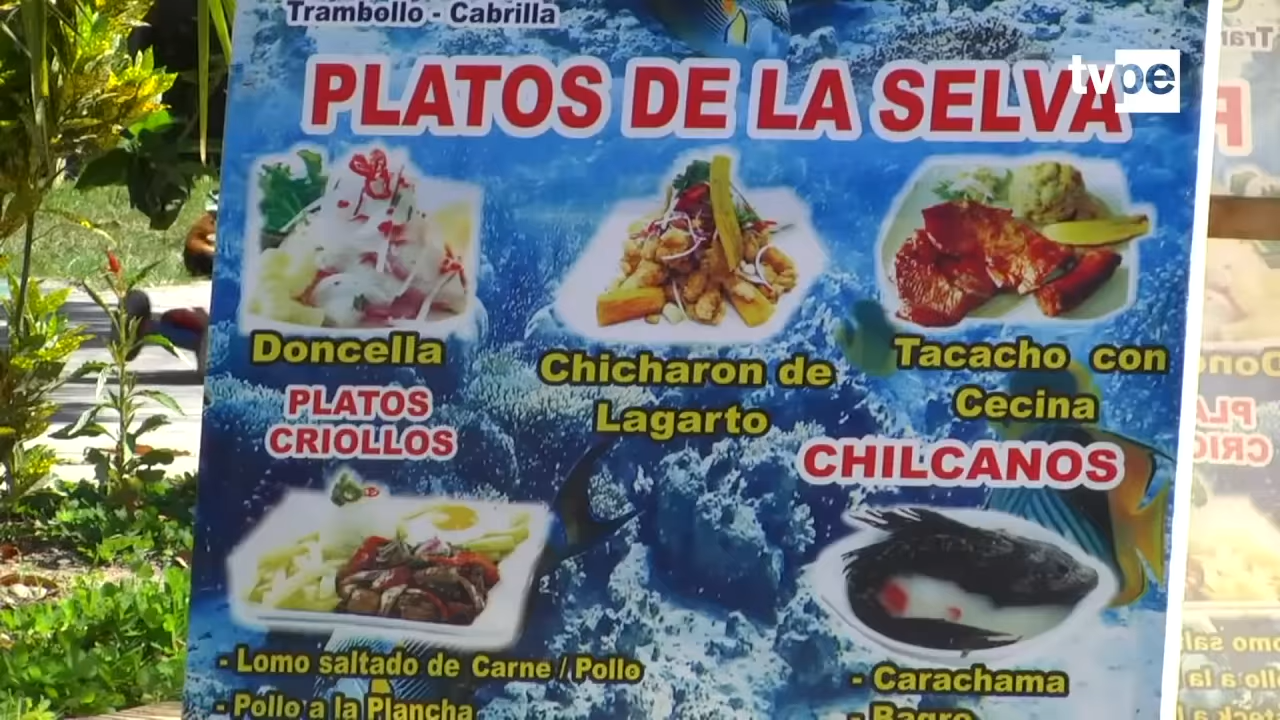 Trambollo - Cabrilla
tvpe
PLATOS DE LA SELVA
Doncella
Chicharon de
Lagarto
Tacacho con
Cecina
PLATOS
CRIOLLOS
CHILCANOS
- Lomo saltado de Carne / Pollo
- Pollo a la Plancha
- Carachama
- Bagre